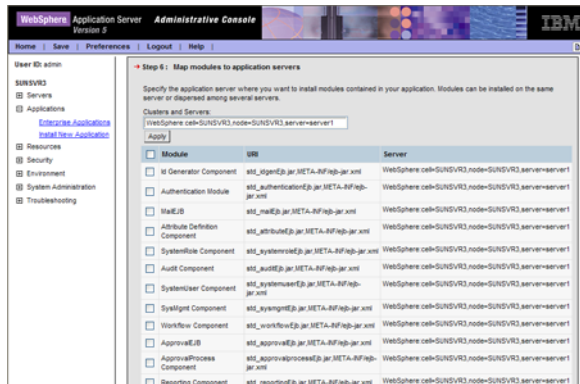 WebSphere Application Server Administrative Console
Version 5
IBM
Home | Save | Preferences | Logout | Help |
User ID: admin
SUNSVR3
Servers
Applications
Enterprise Applications
Install New Application
Resources
Security
Environment
System Administration
Troubleshooting
Step 6 : Map modules to application servers
Specify the application server where you want to install modules contained in your application. Modules can be installed on the same
server or dispersed among several servers.
Clusters and Servers:
WebSphere:cell=SUNSVR3,node=SUNSVR3,server=server1
Apply
Module URI Server
Id Generator Component std_idgenEjb.jar,META-INF/ejb-jar.xml WebSphere:cell=SUNSVR3,node=SUNSVR3,server=server1
Authentication Module std_authenticationEjb.jar,META-INF/ejb-
jar.xml WebSphere:cell=SUNSVR3,node=SUNSVR3,server=server1
MailEJB std_mailEjb.jar,META-INF/ejb-jar.xml WebSphere:cell=SUNSVR3,node=SUNSVR3,server=server1
Attribute Definition
Component std_attributeEjb.jar,META-INF/ejb-jar.xml WebSphere:cell=SUNSVR3,node=SUNSVR3,server=server1
SystemRole Component std_systemroleEjb.jar,META-INF/ejb-jar.xml WebSphere:cell=SUNSVR3,node=SUNSVR3,server=server1
Audit Component std_auditEjb.jar,META-INF/ejb-jar.xml WebSphere:cell=SUNSVR3,node=SUNSVR3,server=server1
SystemUser Component std_systemuserEjb.jar,META-INF/ejb-
jar.xml WebSphere:cell=SUNSVR3,node=SUNSVR3,server=server1
SysMgmt Component std_sysmgmtEjb.jar,META-INF/ejb-jar.xml WebSphere:cell=SUNSVR3,node=SUNSVR3,server=server1
Workflow Component std_workflowEjb.jar,META-INF/ejb-jar.xml WebSphere:cell=SUNSVR3,node=SUNSVR3,server=server1
ApprovalEJB std_approvalEjb.jar,META-INF/ejb-jar.xml WebSphere:cell=SUNSVR3,node=SUNSVR3,server=server1
ApprovalProcess
Component std_approvalprocessEjb.jar,META-INF/ejb-
jar.xml WebSphere:cell=SUNSVR3,node=SUNSVR3,server=server1
Reporting Component std_reportingEjb.jar,META-INF/ejb-jar.xml WebSphere:cell=SUNSVR3,node=SUNSVR3,server=server1